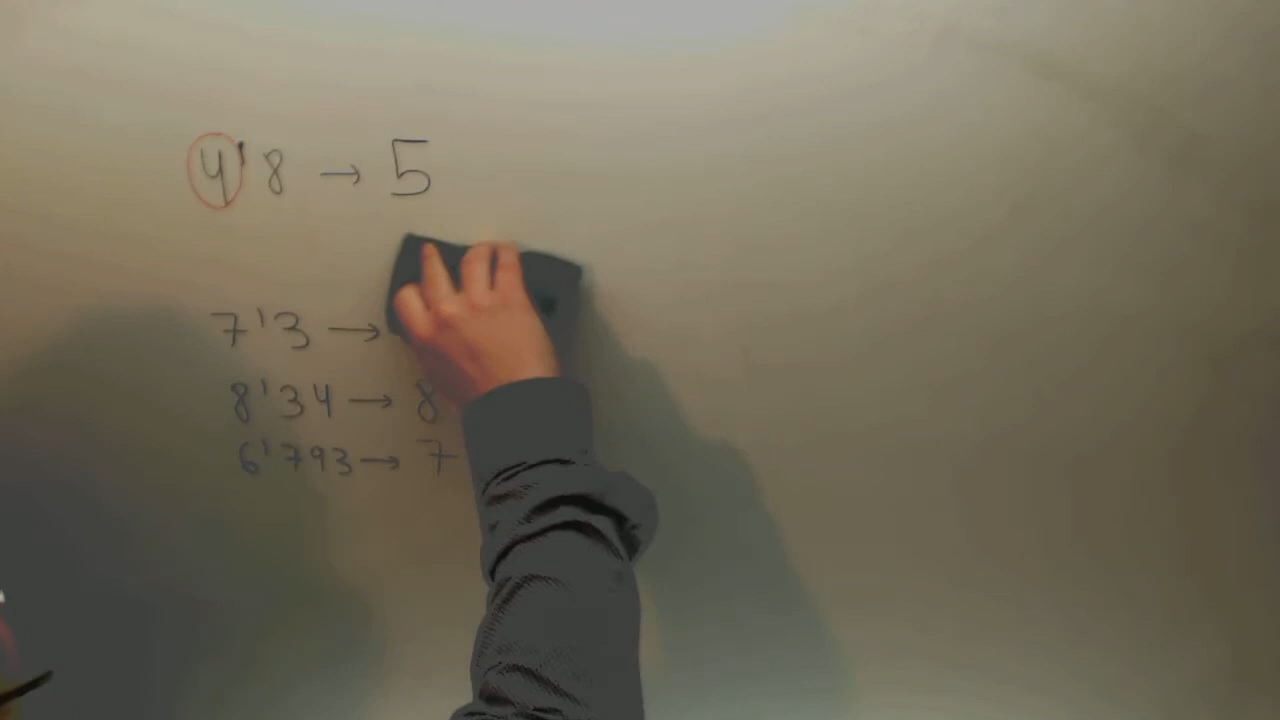 4'8 → 5
7'3 →
8'34 → 8
6'793 → 7